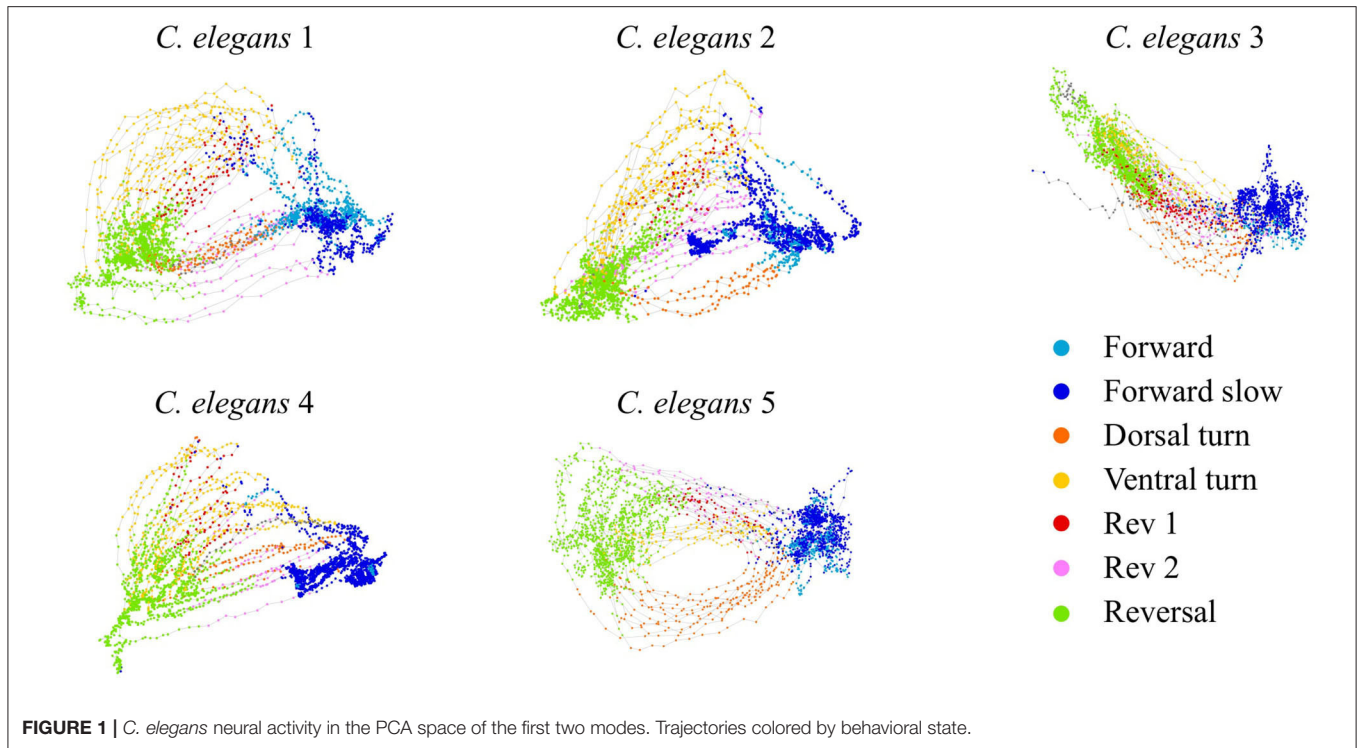 C. elegans 1
C. elegans 2
C. elegans 3
C. elegans 4
C. elegans 5
Forward
Forward slow
Dorsal turn
Ventral turn
Rev 1
Rev 2
Reversal
FIGURE 1 | C. elegans neural activity in the PCA space of the first two modes. Trajectories colored by behavioral state.